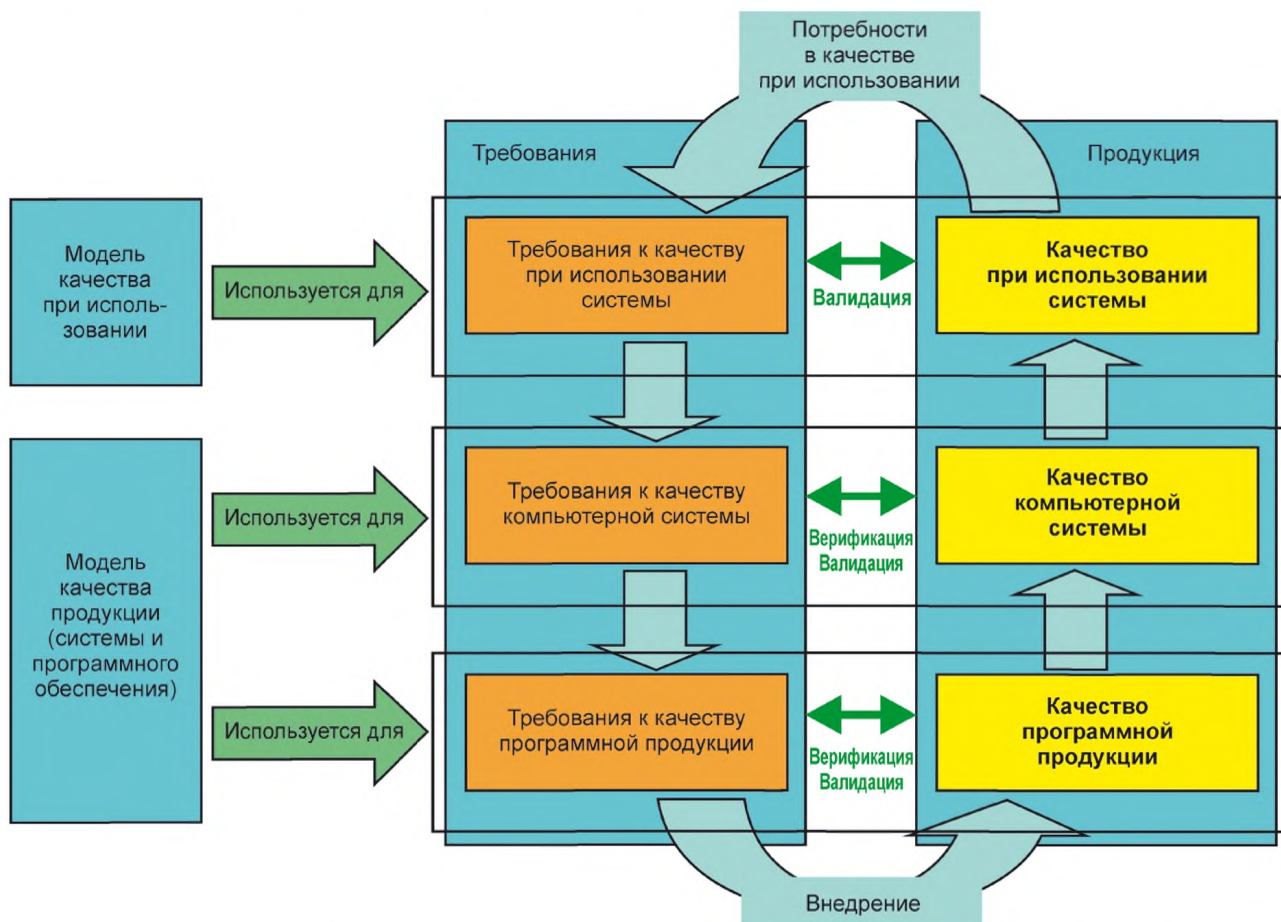 Потребности
в качестве
при использовании
Требования
Продукция
Модель
качества
при исполь-
зовании
Используется для
Требования к качеству
при использовании
системы
Валидация
Качество
при использовании
системы
Модель
качества
продукции
(системы и
программного
обеспечения)
Используется для
Требования к качеству
компьютерной системы
Верификация
Валидация
Качество
компьютерной
системы
Используется для
Требования к качеству
программной продукции
Верификация
Валидация
Качество
программной
продукции
Внедрение